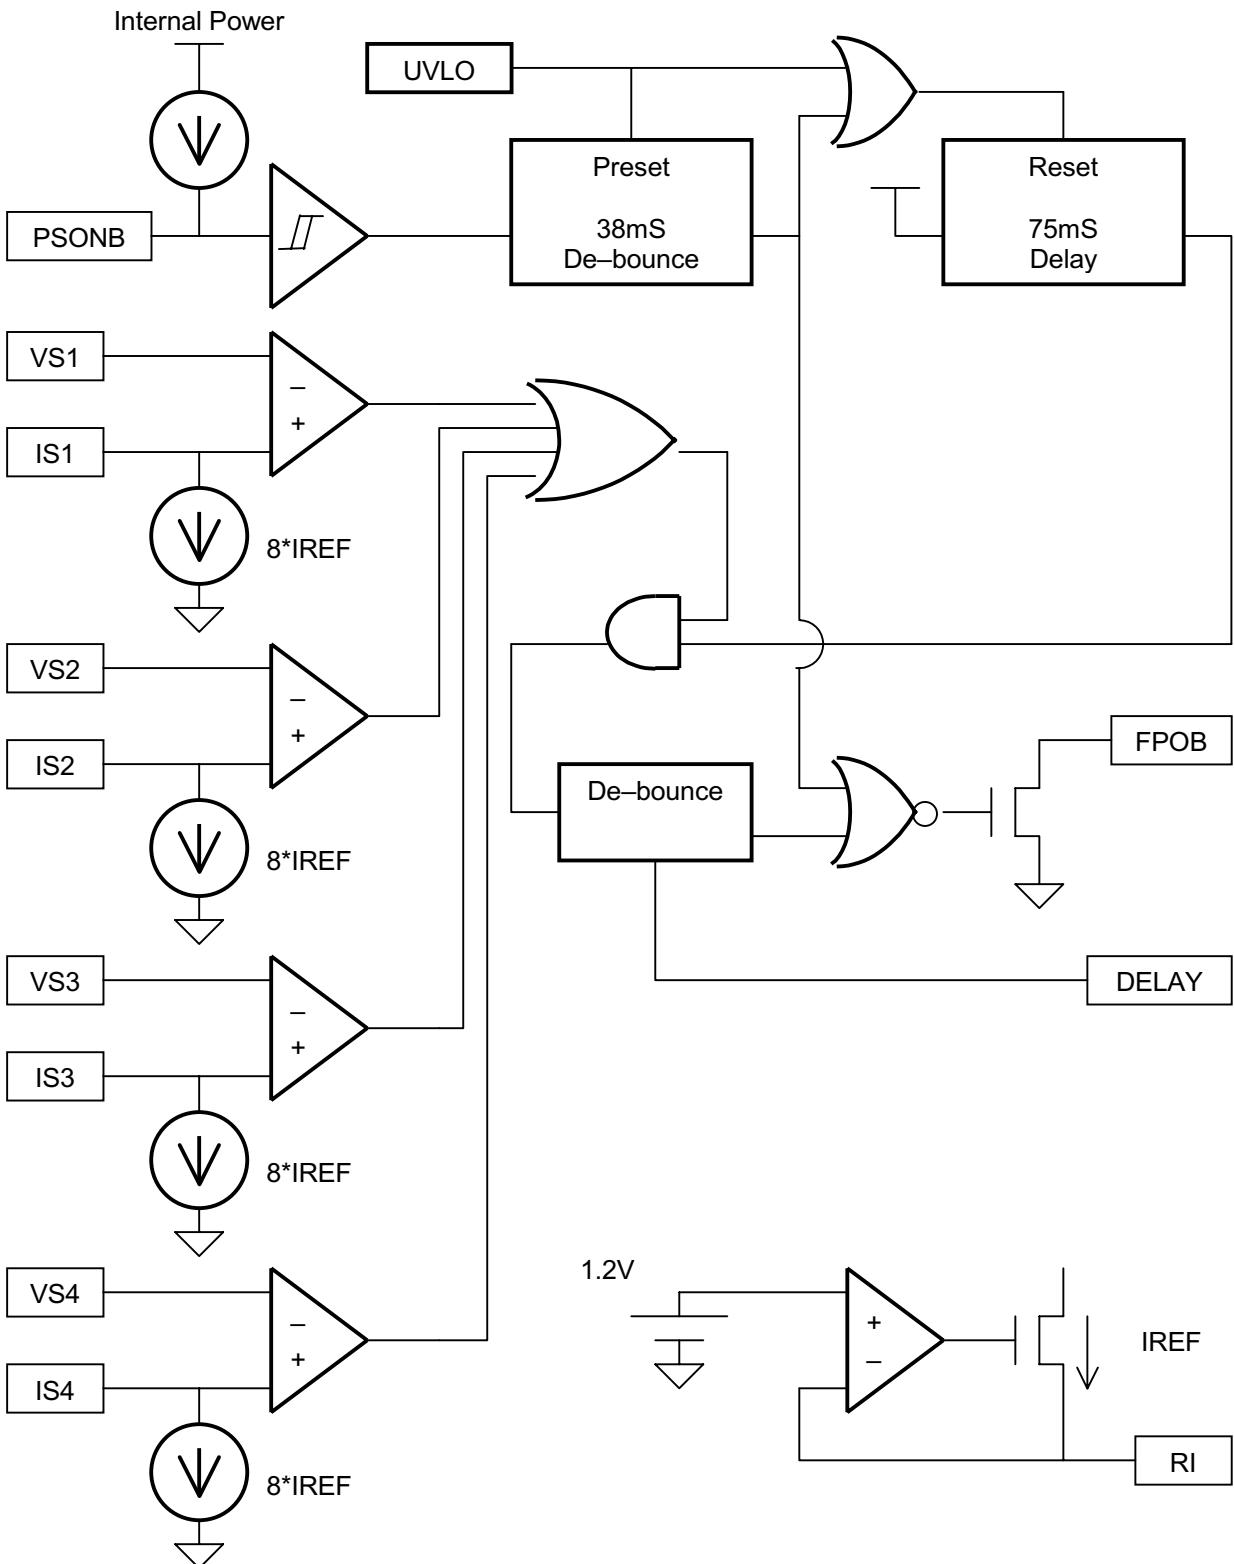 Internal Power
UVLO
Preset
Reset
PSONB
38mS
De–bounce
75mS
Delay
VS1
–
+
IS1
8*IREF
VS2
–
+
IS2
FPOB
De–bounce
8*IREF
VS3
–
+
DELAY
IS3
8*IREF
VS4
–
+
IS4
8*IREF
1.2V
+
–
IREF
RI